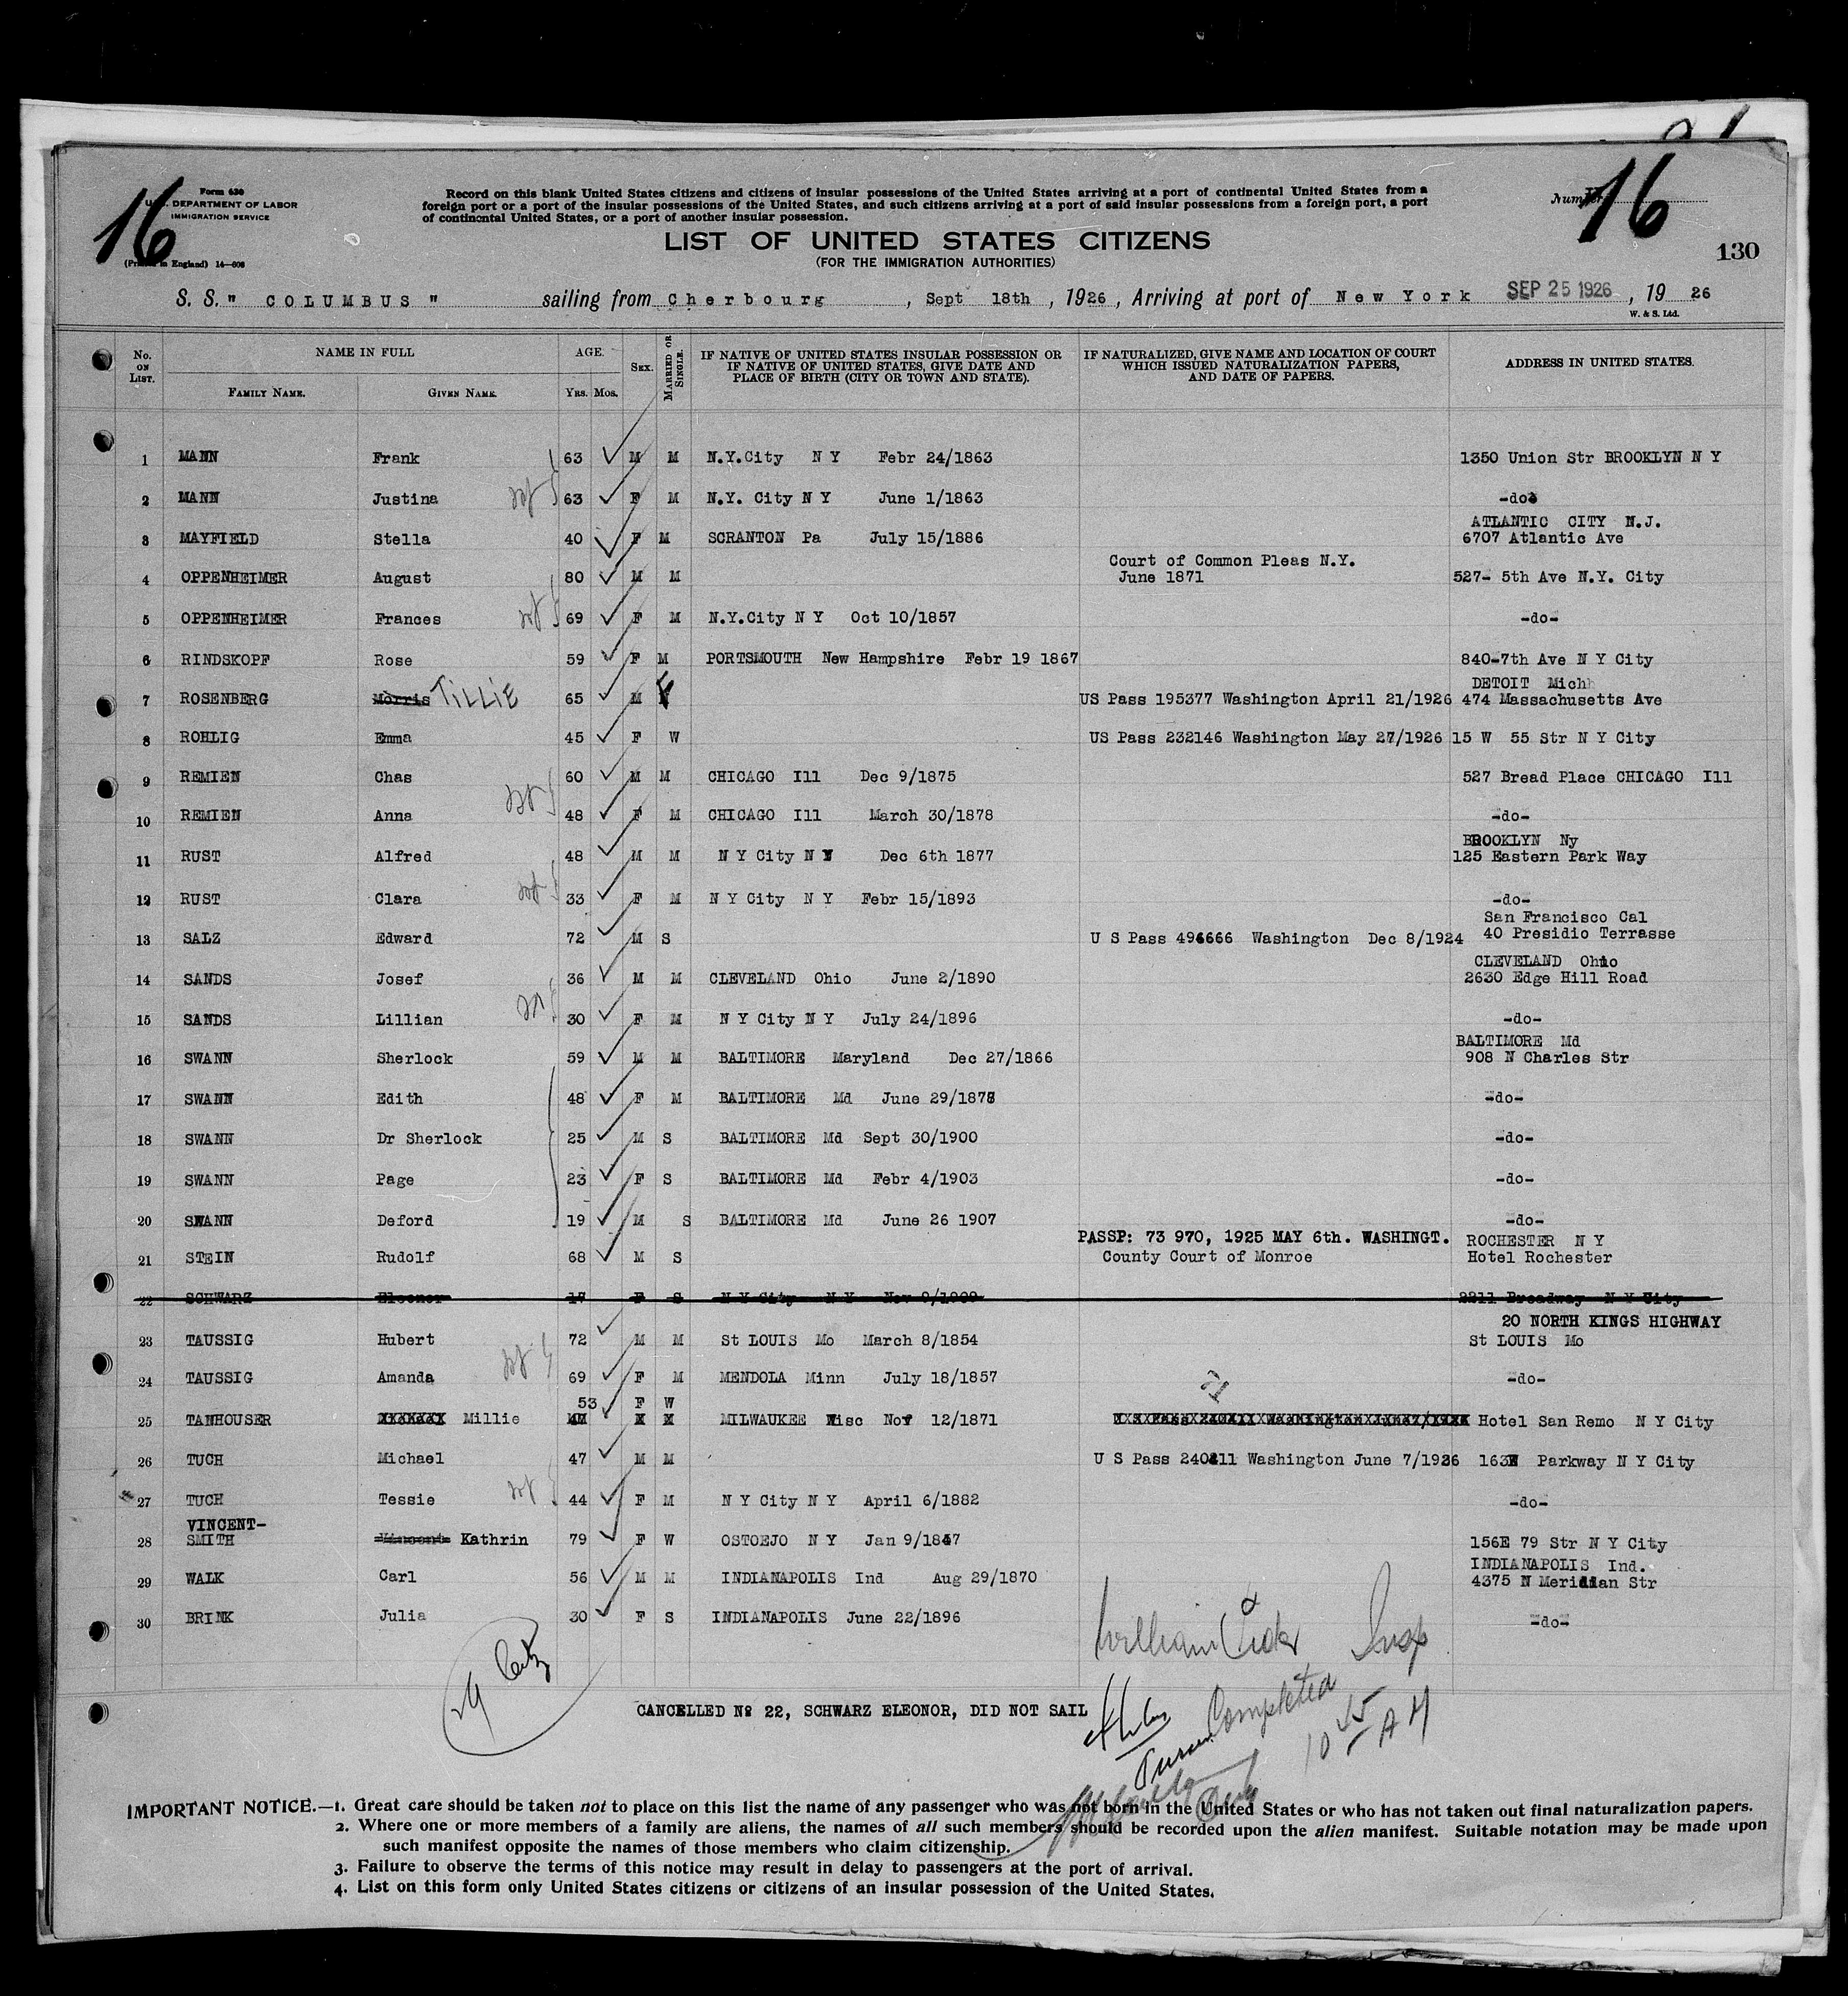 16
Form 630
U.S. DEPARTMENT OF LABOR
IMMIGRATION SERVICE
(Printed in England) 14—808
Record on this blank United States citizens and citizens of insular possessions of the United States arriving at a port of continental United States from a
foreign port or a port of the insular possessions of the United States, and such citizens arriving at a port of said insular possessions from a foreign port, a port
of continental United States, or a port of another insular possession.
Number 16
130
LIST OF UNITED STATES CITIZENS
(FOR THE IMMIGRATION AUTHORITIES)
S. S. " COLUMBUS " sailing from Cherbourg , Sept 18th , 1926 , Arriving at port of New York SEP 25 1926 , 19 26
W. & S. Ltd.
No. ON LIST. NAME IN FULL AGE. SEX. MARRIED OR SINGLE. IF NATIVE OF UNITED STATES INSULAR POSSESSION OR IF NATIVE OF UNITED STATES, GIVE DATE AND PLACE OF BIRTH (CITY OR TOWN AND STATE). IF NATURALIZED, GIVE NAME AND LOCATION OF COURT WHICH ISSUED NATURALIZATION PAPERS, AND DATE OF PAPERS. ADDRESS IN UNITED STATES.
FAMILY NAME. GIVEN NAME. YRS. MOS.
1 MANN Frank 63 M M N.Y.City N Y Febr 24/1863 1350 Union Str BROOKLYN N Y
2 MANN Justina 63 F M N.Y. City N Y June 1/1863 -do-
ATLANTIC CITY N.J.
3 MAYFIELD Stella 40 F M SCRANTON Pa July 15/1886 6707 Atlantic Ave
Court of Common Pleas N.Y.
4 OPPENHEIMER August 80 M M June 1871 527- 5th Ave N.Y. City
5 OPPENHEIMER Frances 69 F M N.Y.City N Y Oct 10/1857 -do-
6 RINDSKOPF Rose 59 F M PORTSMOUTH New Hampshire Febr 19 1867 840-7th Ave N Y City
DETOIT Mich
7 ROSENBERG Morris TILLIE 65 M F US Pass 195377 Washington April 21/1926 474 Massachusetts Ave
8 ROHLIG Emma 45 F W US Pass 232146 Washington May 27/1926 15 W 55 Str N Y City
9 REMIEN Chas 60 M M CHICAGO Ill Dec 9/1875 527 Bread Place CHICAGO Ill
10 REMIEN Anna 48 F M CHICAGO Ill March 30/1878 -do-
BROOKLYN Ny
11 RUST Alfred 48 M M N Y City N Y Dec 6th 1877 125 Eastern Park Way
12 RUST Clara 33 F M N Y City N Y Febr 15/1893 -do-
San Francisco Cal
13 SALZ Edward 72 M S U S Pass 496666 Washington Dec 8/1924 40 Presidio Terrasse
CLEVELAND Ohio
14 SANDS Josef 36 M M CLEVELAND Ohio June 2/1890 2630 Edge Hill Road
15 SANDS Lillian 30 F M N Y City N Y July 24/1896 -do-
BALTIMORE Md
16 SWANN Sherlock 59 M M BALTIMORE Maryland Dec 27/1866 908 N Charles Str
17 SWANN Edith 48 F M BALTIMORE Md June 29/1878 -do-
18 SWANN Dr Sherlock 25 M S BALTIMORE Md Sept 30/1900 -do-
19 SWANN Page 23 F S BALTIMORE Md Febr 4/1903 -do-
20 SWANN Deford 19 M S BALTIMORE Md June 26 1907 -do-
PASSP: 73 970, 1925 MAY 6th. WASHINGT. ROCHESTER N Y
21 STEIN Rudolf 68 M S County Court of Monroe Hotel Rochester
22 SCHWARZ Eleonor 17 F S N Y City N Y Nov 9/1909 2211 Broadway N Y City
20 NORTH KINGS HIGHWAY
23 TAUSSIG Hubert 72 M M St LOUIS Mo March 8/1854 St LOUIS Mo
24 TAUSSIG Amanda 69 F M MENDOLA Minn July 18/1857 -do-
53 F W
25 TANHOUSER Millie MILWAUKEE Wisc Nov 12/1871 Hotel San Remo N Y City
26 TUCH Michael 47 M M U S Pass 240811 Washington June 7/1926 163 Parkway N Y City
27 TUCH Tessie 44 F M N Y City N Y April 6/1882 -do-
VINCENT-
28 SMITH Vincent Kathrin 79 F W OSTOEJO N Y Jan 9/1847 156E 79 Str N Y City
INDIANAPOLIS Ind.
29 WALK Carl 56 M M INDIANAPOLIS Ind Aug 29/1870 4375 N Meridian Str
30 BRINK Julia 30 F S INDIANAPOLIS June 22/1896 -do-
William Insp
CANCELLED Nº 22, SCHWARZ ELEONOR, DID NOT SAIL
Completed
10 45 A M
IMPORTANT NOTICE.—1. Great care should be taken not to place on this list the name of any passenger who was not born in the United States or who has not taken out final naturalization papers.
2. Where one or more members of a family are aliens, the names of all such members should be recorded upon the alien manifest. Suitable notation may be made upon
such manifest opposite the names of those members who claim citizenship.
3. Failure to observe the terms of this notice may result in delay to passengers at the port of arrival.
4. List on this form only United States citizens or citizens of an insular possession of the United States.